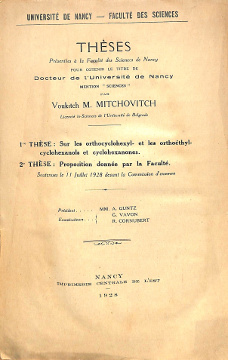 UNIVERSITÉ DE NANCY — FACULTÉ DES SCIENCES
THÈSES
Présentées à la Faculté des Sciences de Nancy
POUR OBTENIR LE TITRE DE
Docteur de l'Université de Nancy
MENTION "SCIENCES"
PAR
Voukitch M. MITCHOVITCH
Licencié ès-Sciences de l'Université de Belgrade
1re THÈSE : Sur les orthocyclohexyl- et les orthoéthyl-
cyclohexanols et cyclohexanones.
2e THÈSE : Proposition donnée par la Faculté.
Soutenues le 11 Juillet 1928 devant la Commission d'examen
Président . . . . MM. A. GUNTZ
Examinateurs . . G. VAVON
R. CORNUBERT
NANCY
IMPRIMERIE CENTRALE DE L'EST
1928